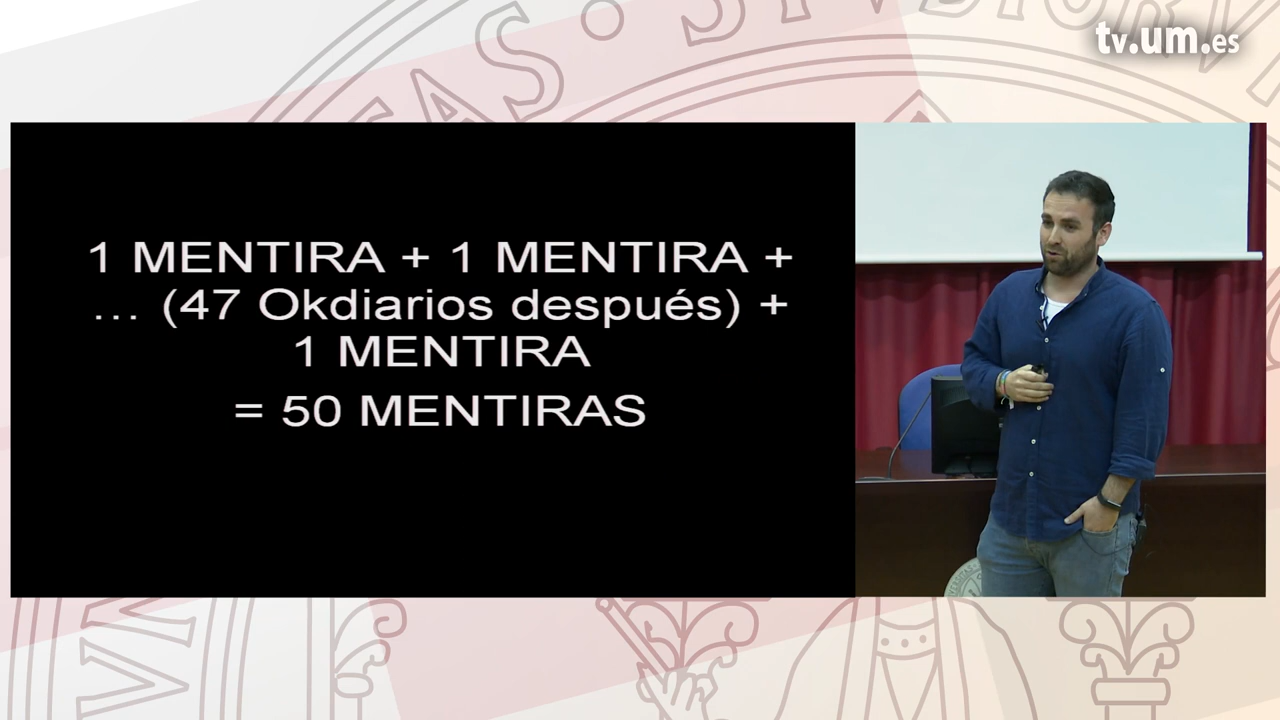 tv.um.es
1 MENTIRA + 1 MENTIRA +
… (47 Okdiarios después) +
1 MENTIRA
= 50 MENTIRAS